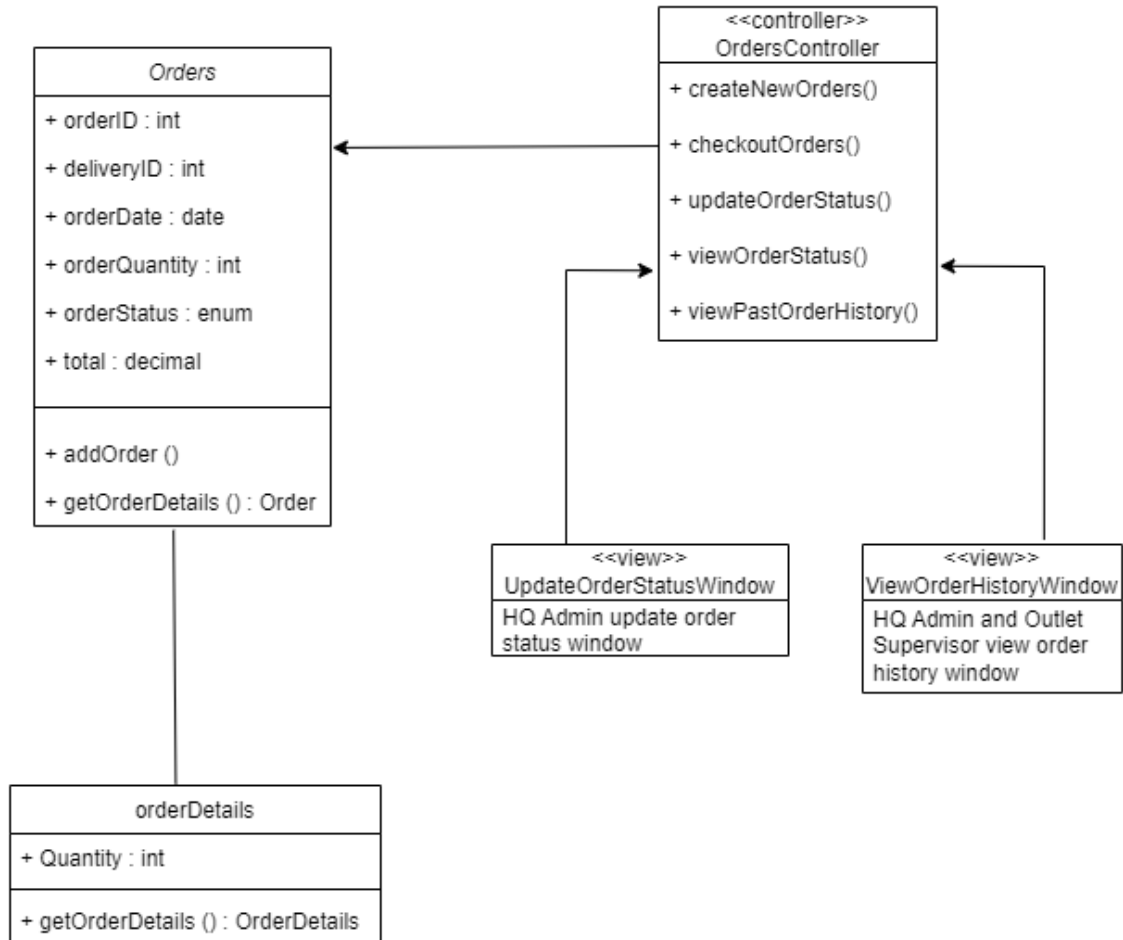 Orders
+ orderID : int
+ deliveryID : int
+ orderDate : date
+ orderQuantity : int
+ orderStatus : enum
+ total : decimal
+ addOrder ()
+ getOrderDetails () : Order
<<controller>>
OrdersController
+ createNewOrders()
+ checkoutOrders()
+ updateOrderStatus()
+ viewOrderStatus()
+ viewPastOrderHistory()
<<view>>
UpdateOrderStatusWindow
HQ Admin update order
status window
<<view>>
ViewOrderHistoryWindow
HQ Admin and Outlet
Supervisor view order
history window
orderDetails
+ Quantity : int
+ getOrderDetails () : OrderDetails